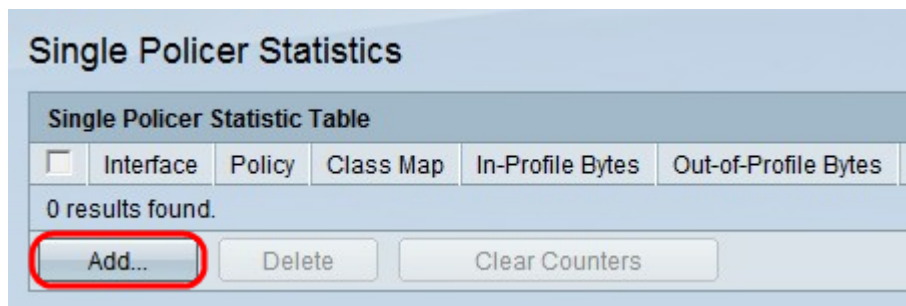 Single Policer Statistics
Single Policer Statistic Table
Interface Policy Class Map In-Profile Bytes Out-of-Profile Bytes
0 results found.
Add... Delete Clear Counters